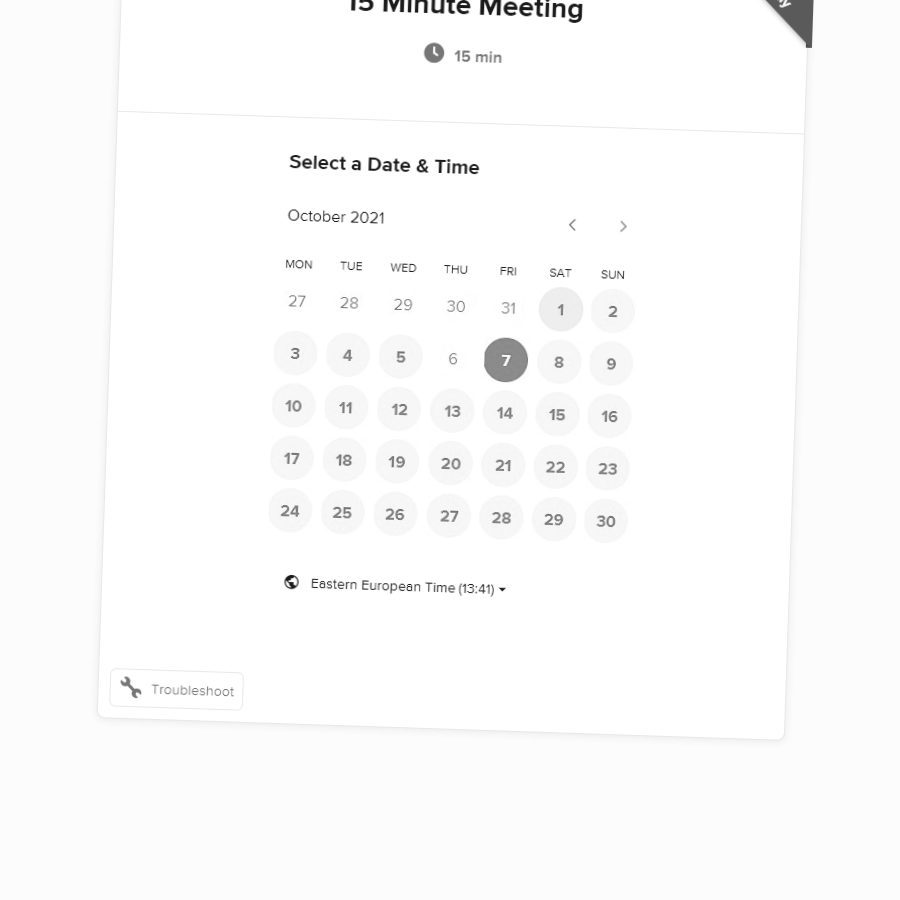 15 Minute Meeting
15 min
Select a Date & Time
October 2021
MON TUE WED THU FRI SAT SUN
27 28 29 30 31 1 2
3 4 5 6 7 8 9
10 11 12 13 14 15 16
17 18 19 20 21 22 23
24 25 26 27 28 29 30
Eastern European Time (13:41)
Troubleshoot